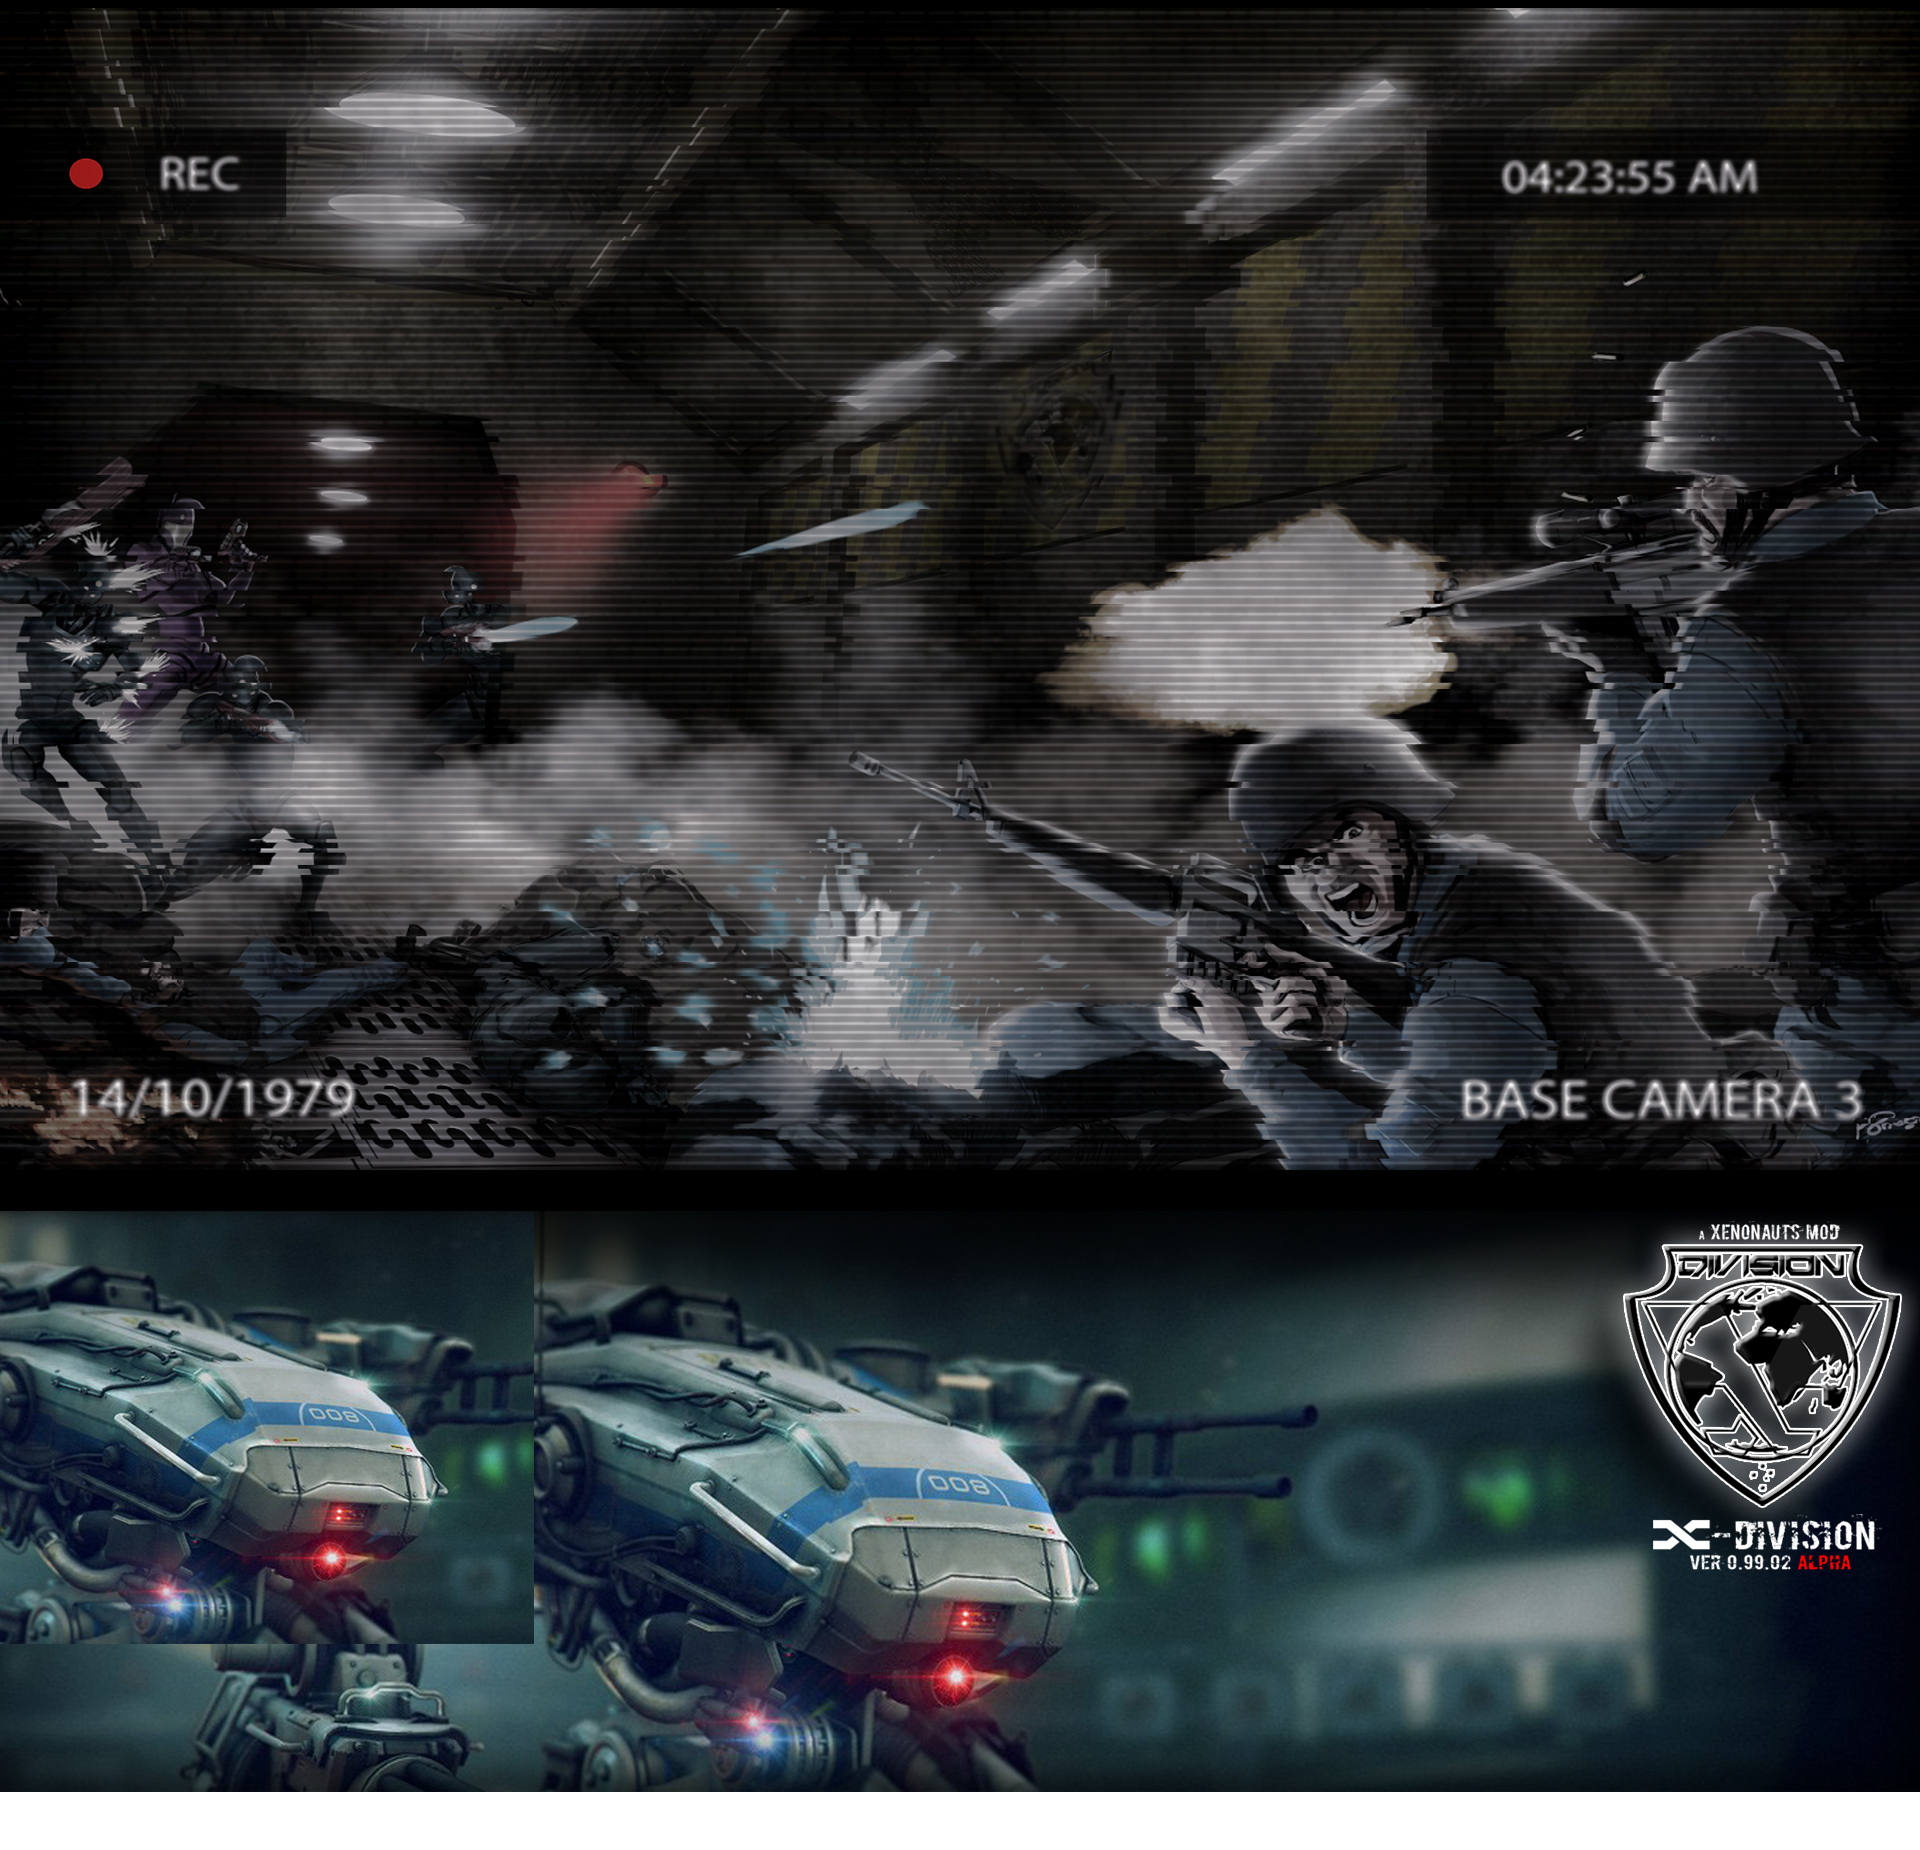 REC
04:23:55 AM
14/10/1979
BASE CAMERA 3
A XENONAUTS MOD
DIVISION
008
008
X-DIVISION
VER 0.99.02 ALPHA